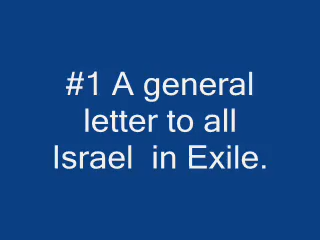 #1 A general
letter to all
Israel  in Exile.